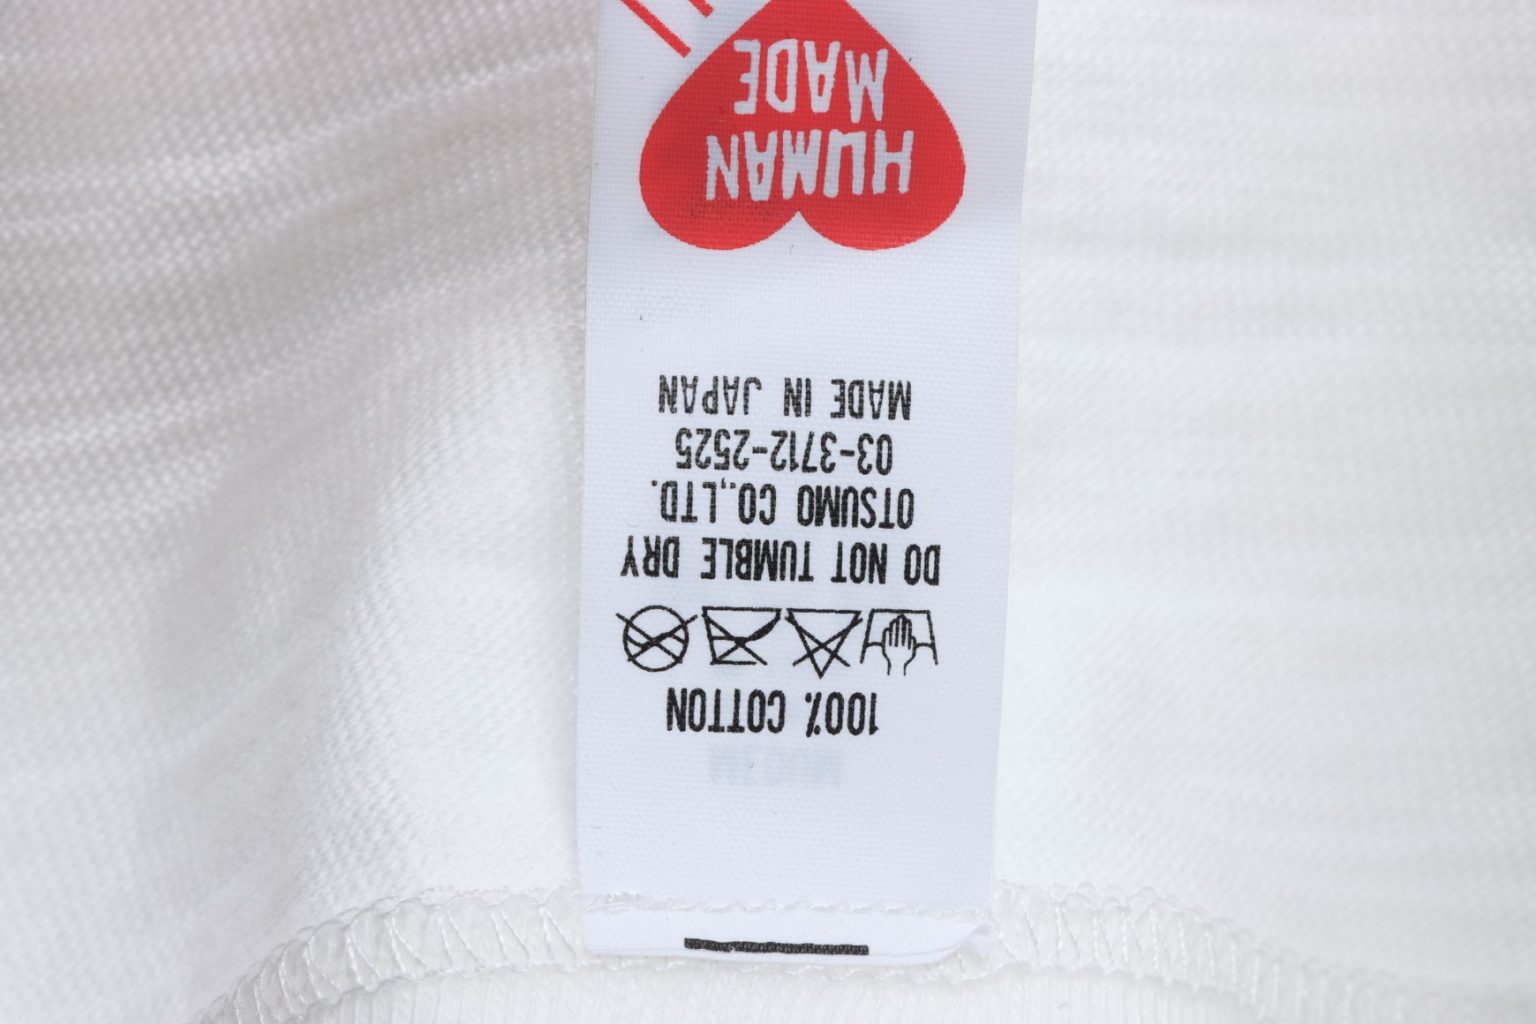 100% COTTON
DO NOT TUMBLE DRY
OTSUMO CO.,LTD.
03-3712-2525
MADE IN JAPAN
HUMAN
MADE